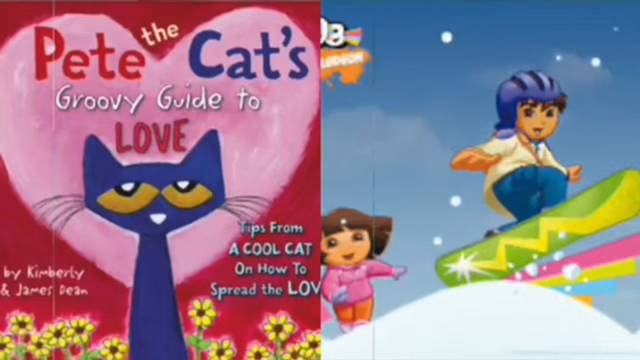 Pete the Cat's
Groovy Guide to
LOVE
Tips From
A COOL CAT
On How To
Spread the LOV
by Kimberly
& James Dean